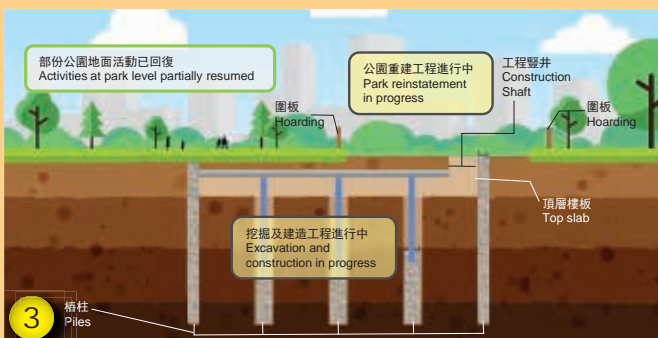 部份公園地面活動已回復
Activities at park level partially resumed
公園重建工程進行中
Park reinstatement
in progress
工程豎井
Construction
Shaft
圍板
Hoarding
圍板
Hoarding
頂層樓板
Top slab
挖掘及建造工程進行中
Excavation and
construction in progress
3
樁柱
Piles